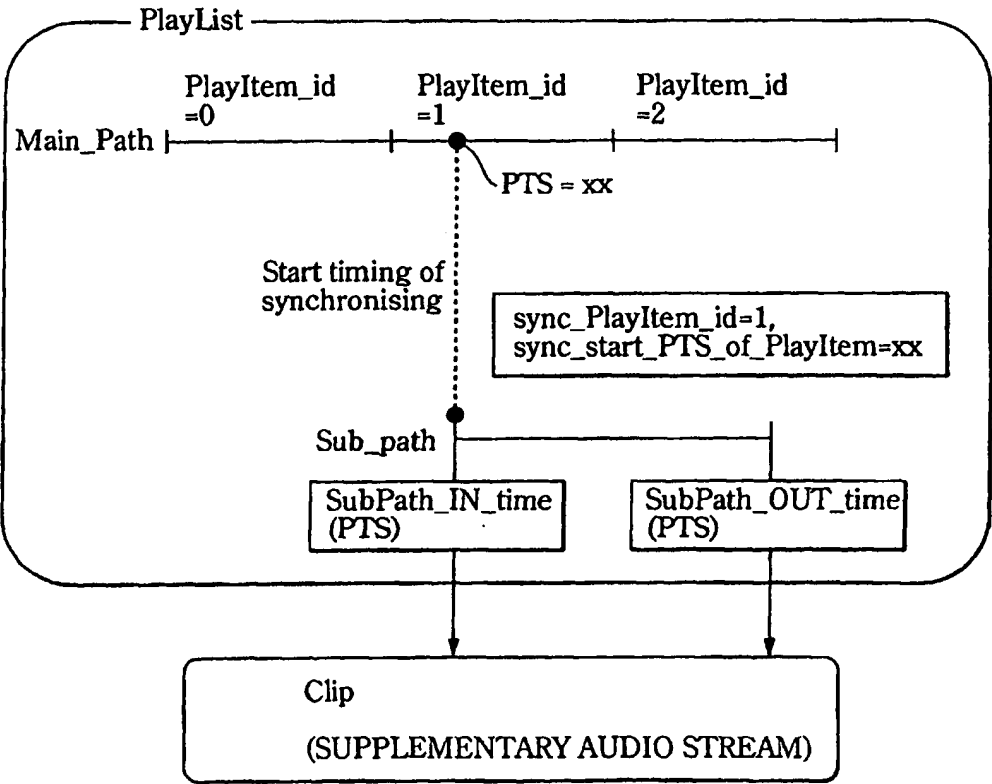 PlayList
PlayItem_id
=0
PlayItem_id
=1
PlayItem_id
=2
Main_Path
PTS = xx
Start timing of
synchronising
sync_PlayItem_id=1,
sync_start_PTS_of_PlayItem=xx
Sub_path
SubPath_IN_time
(PTS)
SubPath_OUT_time
(PTS)
Clip
(SUPPLEMENTARY AUDIO STREAM)